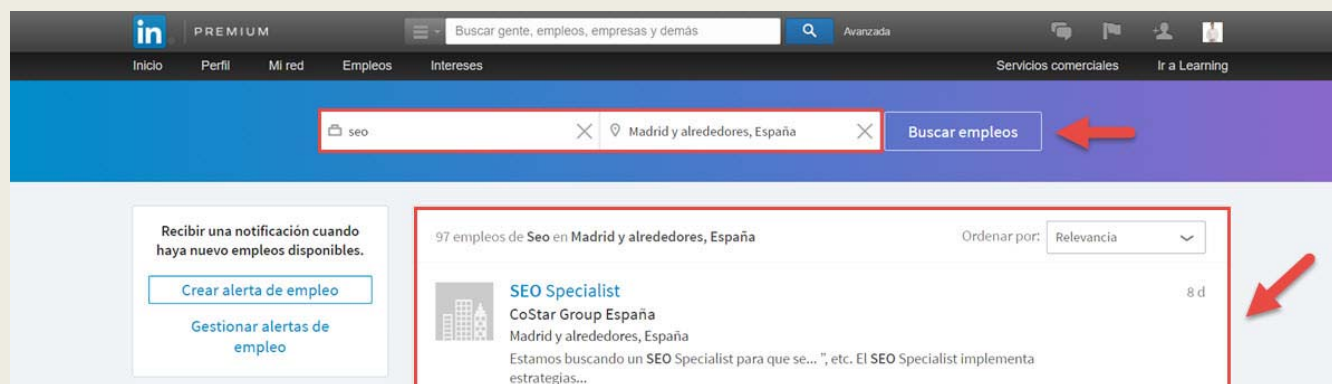 in PREMIUM Buscar gente, empleos, empresas y demás Avanzada
Inicio Perfil Mi red Empleos Intereses Servicios comerciales Ir a Learning
seo Madrid y alrededores, España Buscar empleos
Recibir una notificación cuando
haya nuevo empleos disponibles.
Crear alerta de empleo
Gestionar alertas de
empleo
97 empleos de Seo en Madrid y alrededores, España Ordenar por: Relevancia
SEO Specialist 8 d
CoStar Group España
Madrid y alrededores, España
Estamos buscando un SEO Specialist para que se... ”, etc. El SEO Specialist implementa
estrategias...